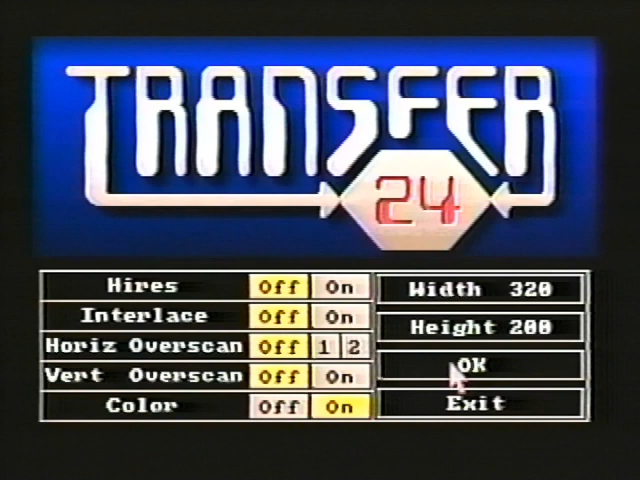 TRANSFER
24
Hires Off On
Interlace Off On
Horiz Overscan Off 1 2
Vert Overscan Off On
Color Off On
Width 320
Height 200
OK
Exit